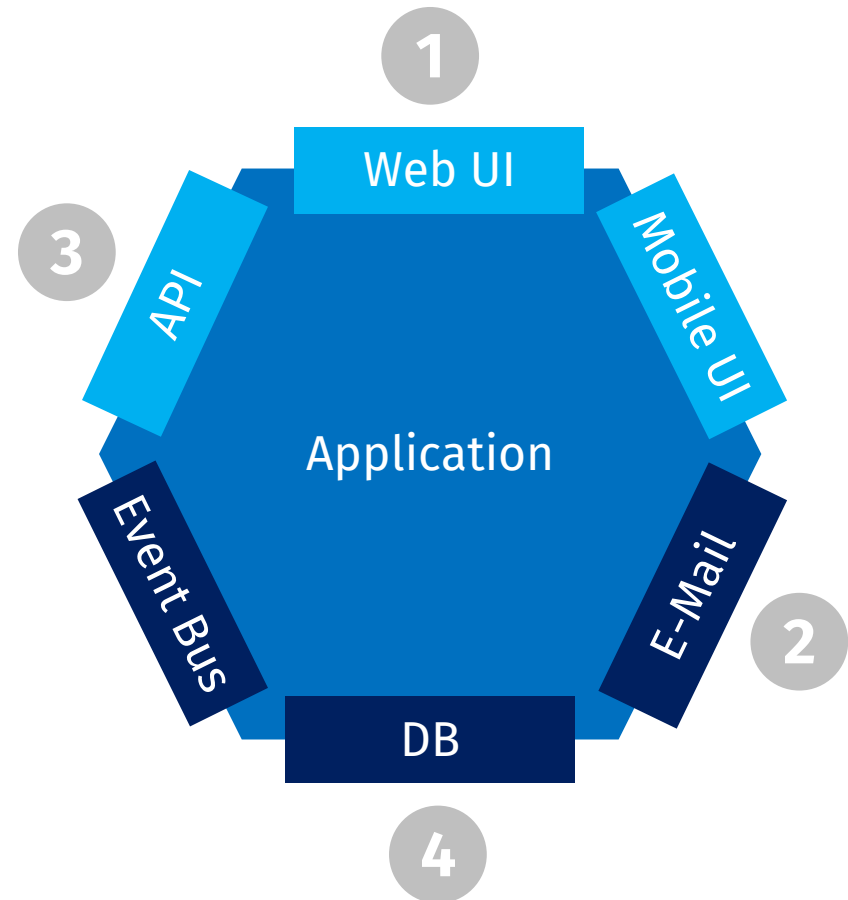 1
Web UI
Mobile UI
3
API
Application
Event Bus
E-Mail
2
DB
4